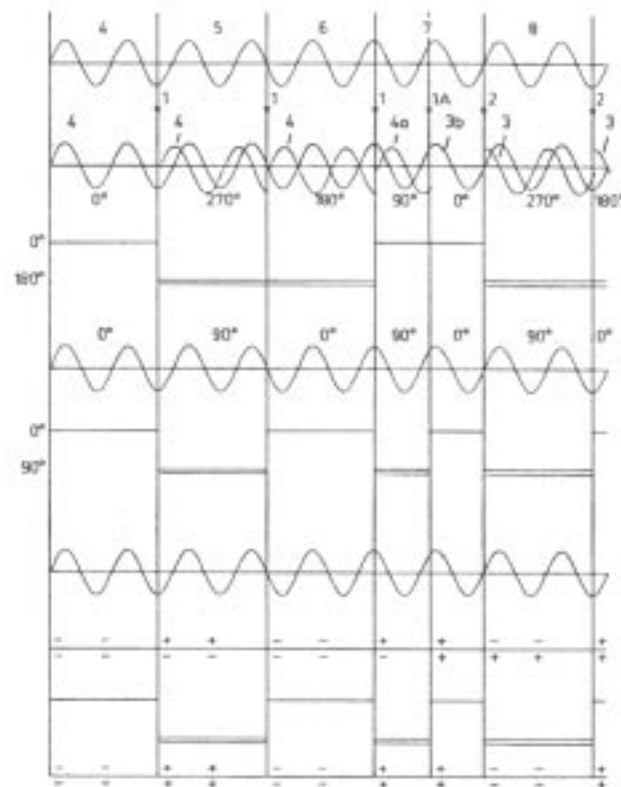 4 5 6 7 8
1 1 1 1A 2 2
4 4 4 4a 3b 3 3
0° 270° 180° 90° 0° 270° 180°
0°
180°
0° 90° 0° 90° 0° 90° 0°
0°
90°
- - + + - - + + - - +
- - - - - - - + + + +
- - + + - - + + - - +
- - + + - - + + - - +